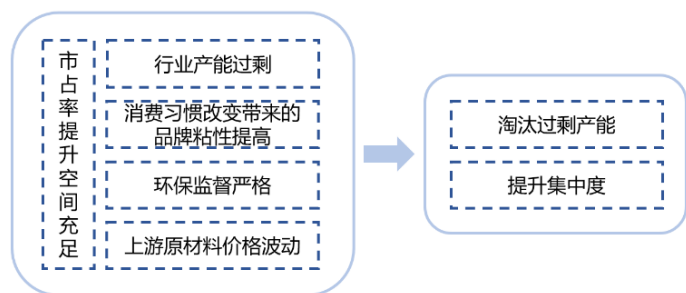 市占率提升空间充足
行业产能过剩
消费习惯改变带来的
品牌粘性提高
环保监督严格
上游原材料价格波动
淘汰过剩产能
提升集中度